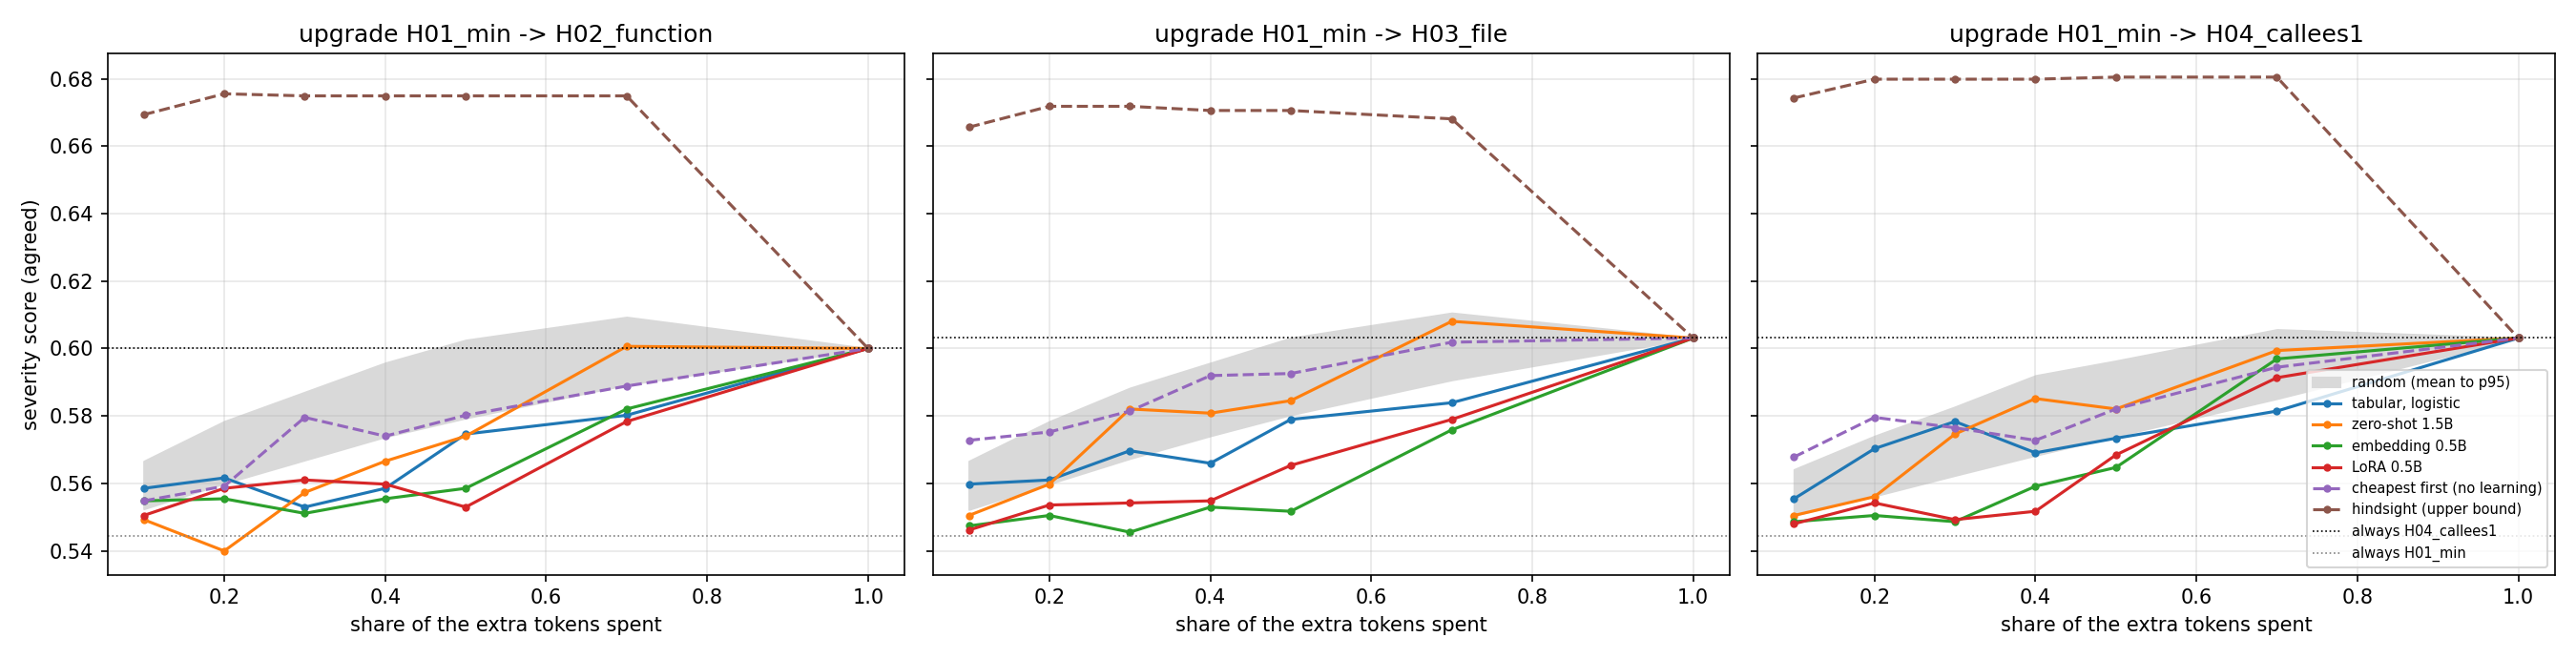 upgrade H01_min -> H02_function
upgrade H01_min -> H03_file
upgrade H01_min -> H04_callees1
severity score (agreed)
0.68
0.66
0.64
0.62
0.60
0.58
0.56
0.54
0.2 0.4 0.6 0.8 1.0
0.2 0.4 0.6 0.8 1.0
0.2 0.4 0.6 0.8 1.0
share of the extra tokens spent
share of the extra tokens spent
share of the extra tokens spent
random (mean to p95)
tabular, logistic
zero-shot 1.5B
embedding 0.5B
LoRA 0.5B
cheapest first (no learning)
hindsight (upper bound)
always H04_callees1
always H01_min